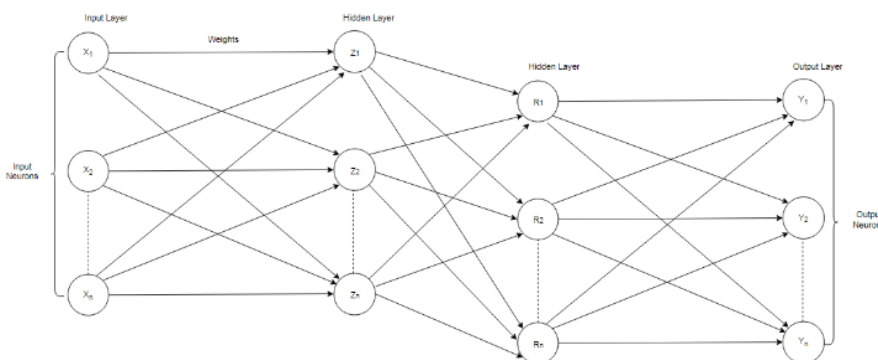 Input Layer
Hidden Layer
Weights
Hidden Layer
Output Layer
X1
Z1
R1
Y1
Input
Neurons
X2
Z2
R2
Y2
Output
Xn
Zn
Rn
Yn